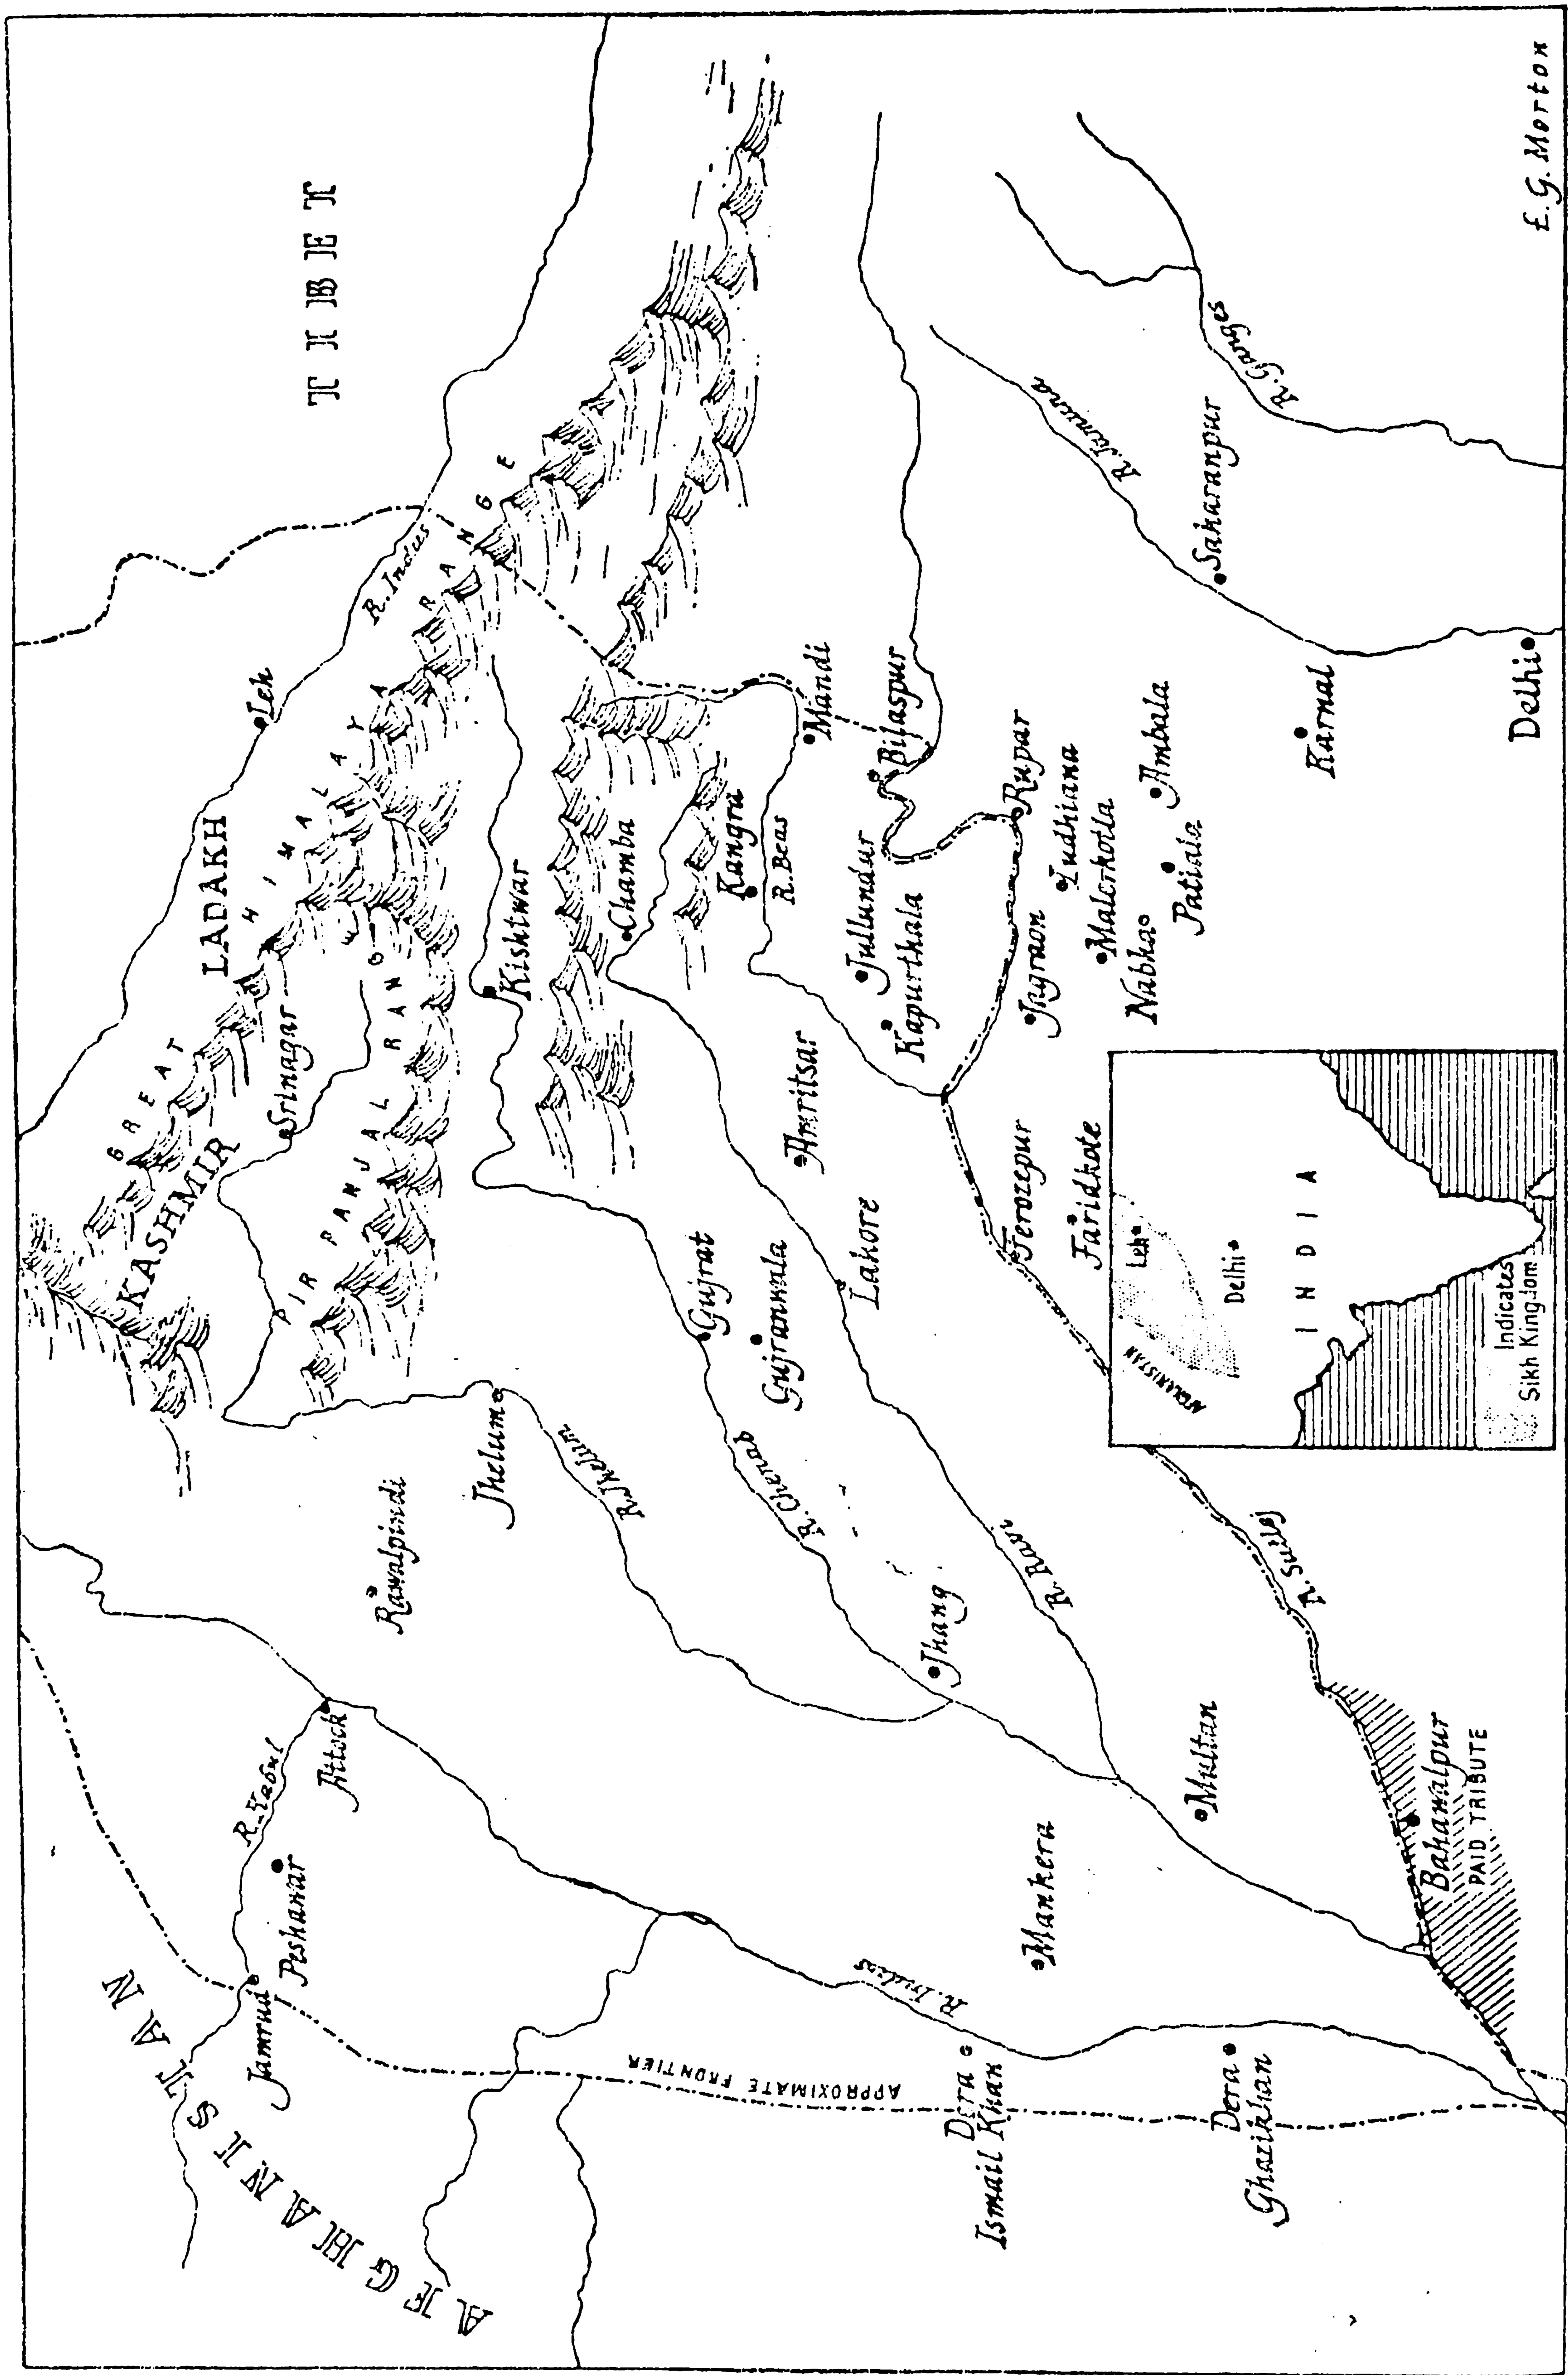 TIBET
AFGHANISTAN
LADAKH
KASHMIR
GREAT HIMALAYA RANGE
PIR PANJAL RANGE
R. Indus
Leh
Srinagar
Kishtwar
Chamba
Kangra
R. Beas
Mandi
Bilaspur
Rupar
Jullundur
Kapurthala
Ludhiana
Jagraon
Malerkotla
Nabha
Patiala
Ambala
Karnal
Delhi
Saharanpur
R. Jumna
R. Ganges
Amritsar
Lahore
Ferozepur
Faridkote
Gujrat
Gujranwala
Jhelum
R. Jhelum
R. Chenab
R. Ravi
R. Sutlej
Rawalpindi
Jhang
Attock
R. Kabul
Peshawar
Jamrud
Multan
Mankera
R. Indus
APPROXIMATE FRONTIER
Dera
Ismail Khan
Dera
Ghazikhan
Bahawalpur
PAID TRIBUTE
Leh
Delhi
AFGHANISTAN
INDIA
Indicates
Sikh Kingdom
E.G. Morton